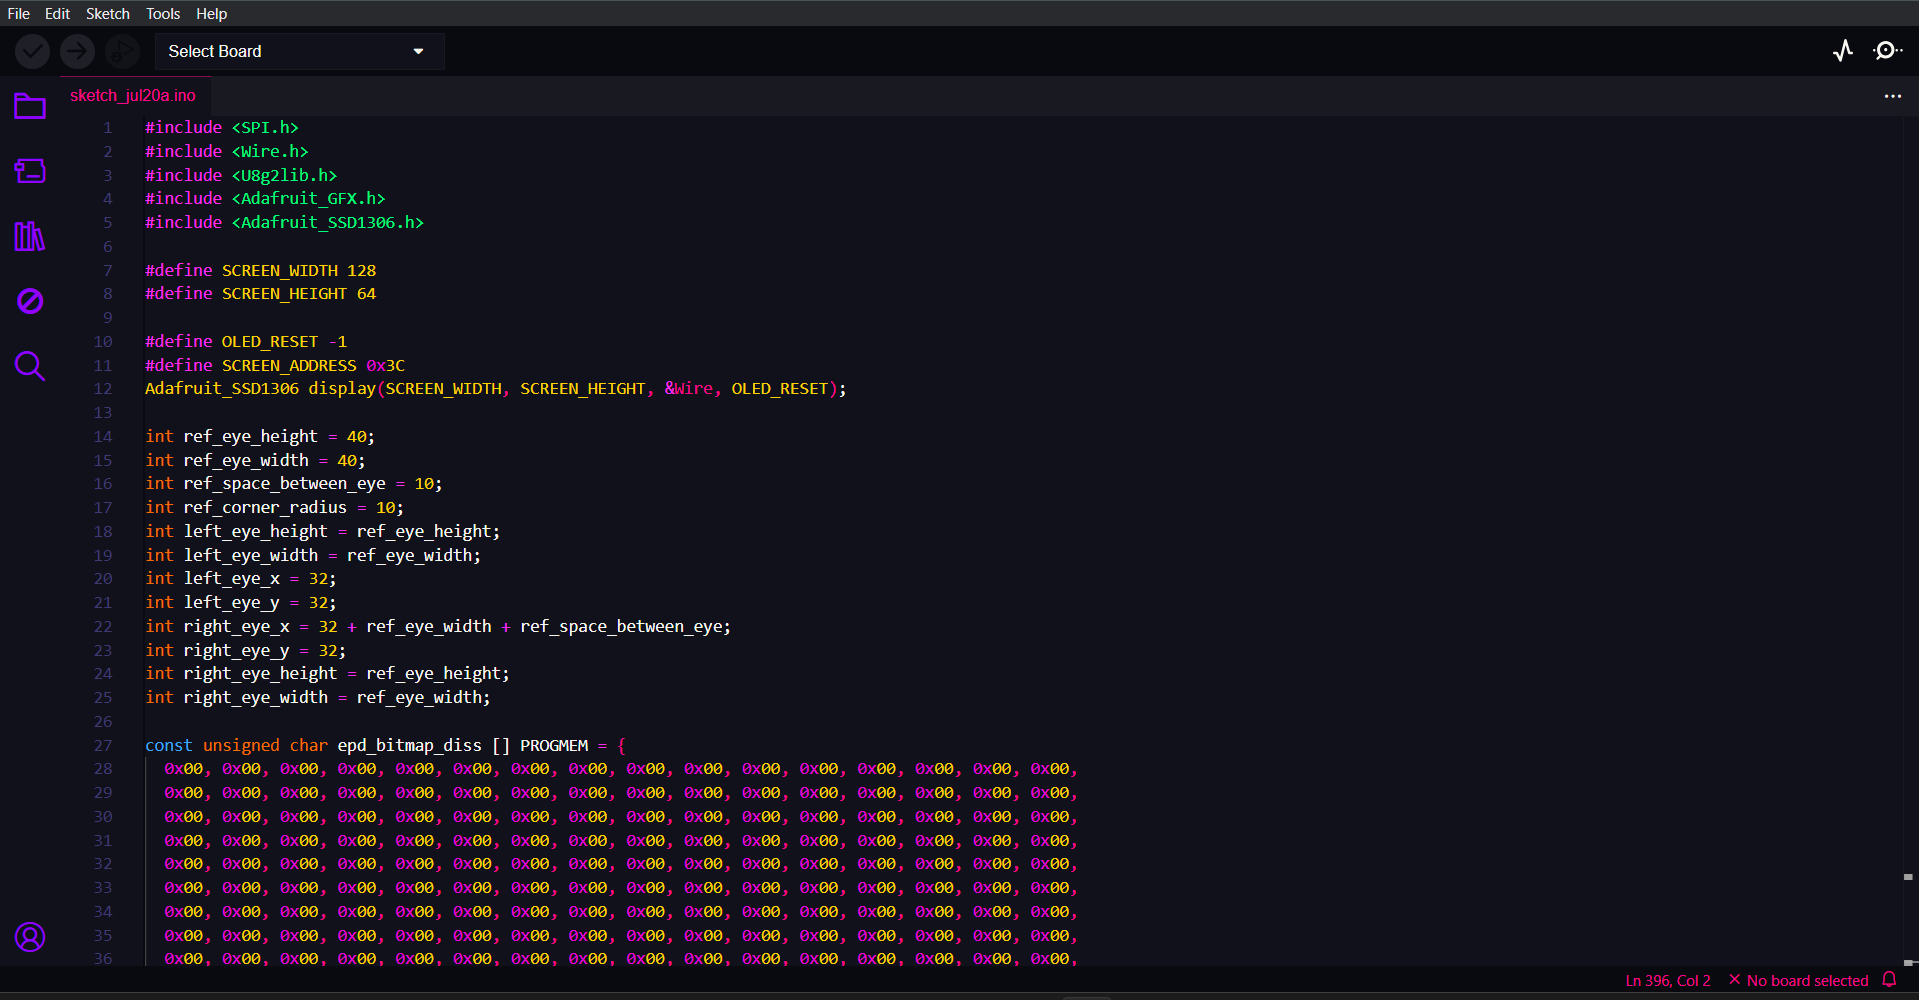 File Edit Sketch Tools Help
Select Board
sketch_jul20a.ino
1 #include <SPI.h>
2 #include <Wire.h>
3 #include <U8g2lib.h>
4 #include <Adafruit_GFX.h>
5 #include <Adafruit_SSD1306.h>
6
7 #define SCREEN_WIDTH 128
8 #define SCREEN_HEIGHT 64
9
10 #define OLED_RESET -1
11 #define SCREEN_ADDRESS 0x3C
12 Adafruit_SSD1306 display(SCREEN_WIDTH, SCREEN_HEIGHT, &Wire, OLED_RESET);
13
14 int ref_eye_height = 40;
15 int ref_eye_width = 40;
16 int ref_space_between_eye = 10;
17 int ref_corner_radius = 10;
18 int left_eye_height = ref_eye_height;
19 int left_eye_width = ref_eye_width;
20 int left_eye_x = 32;
21 int left_eye_y = 32;
22 int right_eye_x = 32 + ref_eye_width + ref_space_between_eye;
23 int right_eye_y = 32;
24 int right_eye_height = ref_eye_height;
25 int right_eye_width = ref_eye_width;
26
27 const unsigned char epd_bitmap_diss [] PROGMEM = {
28 0x00, 0x00, 0x00, 0x00, 0x00, 0x00, 0x00, 0x00, 0x00, 0x00, 0x00, 0x00, 0x00, 0x00, 0x00, 0x00,
29 0x00, 0x00, 0x00, 0x00, 0x00, 0x00, 0x00, 0x00, 0x00, 0x00, 0x00, 0x00, 0x00, 0x00, 0x00, 0x00,
30 0x00, 0x00, 0x00, 0x00, 0x00, 0x00, 0x00, 0x00, 0x00, 0x00, 0x00, 0x00, 0x00, 0x00, 0x00, 0x00,
31 0x00, 0x00, 0x00, 0x00, 0x00, 0x00, 0x00, 0x00, 0x00, 0x00, 0x00, 0x00, 0x00, 0x00, 0x00, 0x00,
32 0x00, 0x00, 0x00, 0x00, 0x00, 0x00, 0x00, 0x00, 0x00, 0x00, 0x00, 0x00, 0x00, 0x00, 0x00, 0x00,
33 0x00, 0x00, 0x00, 0x00, 0x00, 0x00, 0x00, 0x00, 0x00, 0x00, 0x00, 0x00, 0x00, 0x00, 0x00, 0x00,
34 0x00, 0x00, 0x00, 0x00, 0x00, 0x00, 0x00, 0x00, 0x00, 0x00, 0x00, 0x00, 0x00, 0x00, 0x00, 0x00,
35 0x00, 0x00, 0x00, 0x00, 0x00, 0x00, 0x00, 0x00, 0x00, 0x00, 0x00, 0x00, 0x00, 0x00, 0x00, 0x00,
36 0x00, 0x00, 0x00, 0x00, 0x00, 0x00, 0x00, 0x00, 0x00, 0x00, 0x00, 0x00, 0x00, 0x00, 0x00, 0x00,
Ln 396, Col 2 × No board selected